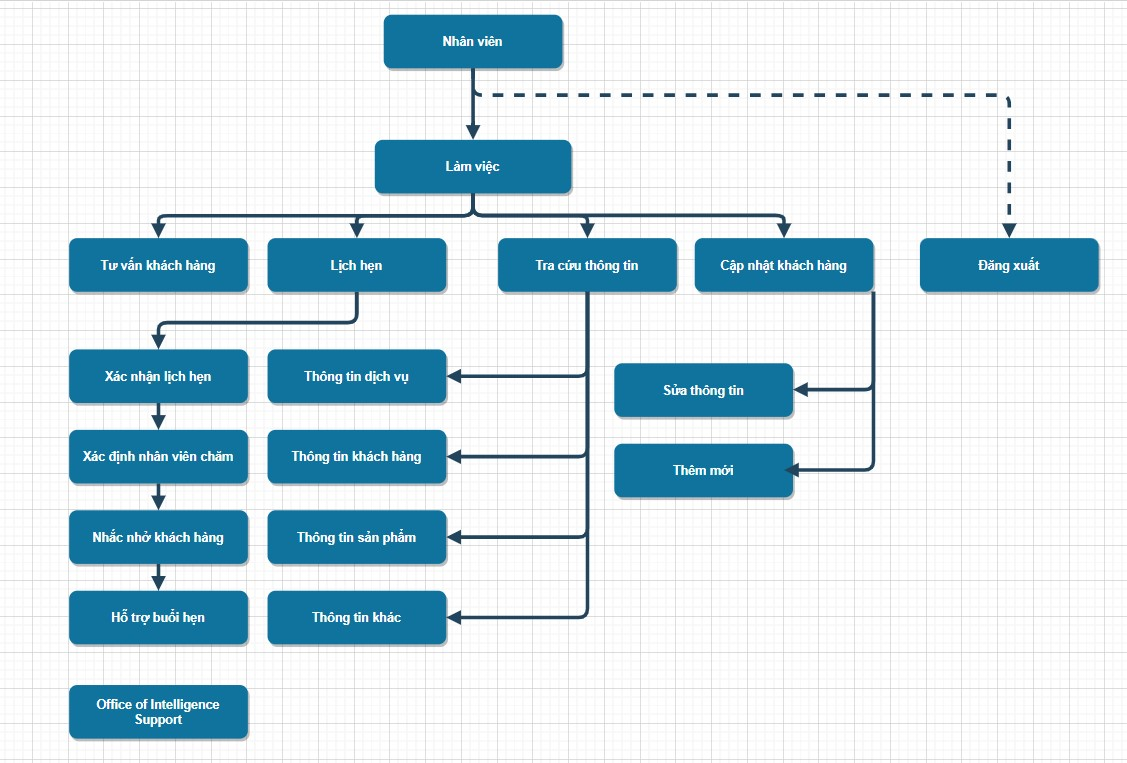 Nhân viên
Làm việc
Tư vấn khách hàng
Lịch hẹn
Tra cứu thông tin
Cập nhật khách hàng
Đăng xuất
Xác nhận lịch hẹn
Thông tin dịch vụ
Sửa thông tin
Xác định nhân viên chăm
Thông tin khách hàng
Thêm mới
Nhắc nhở khách hàng
Thông tin sản phẩm
Hỗ trợ buổi hẹn
Thông tin khác
Office of Intelligence
Support